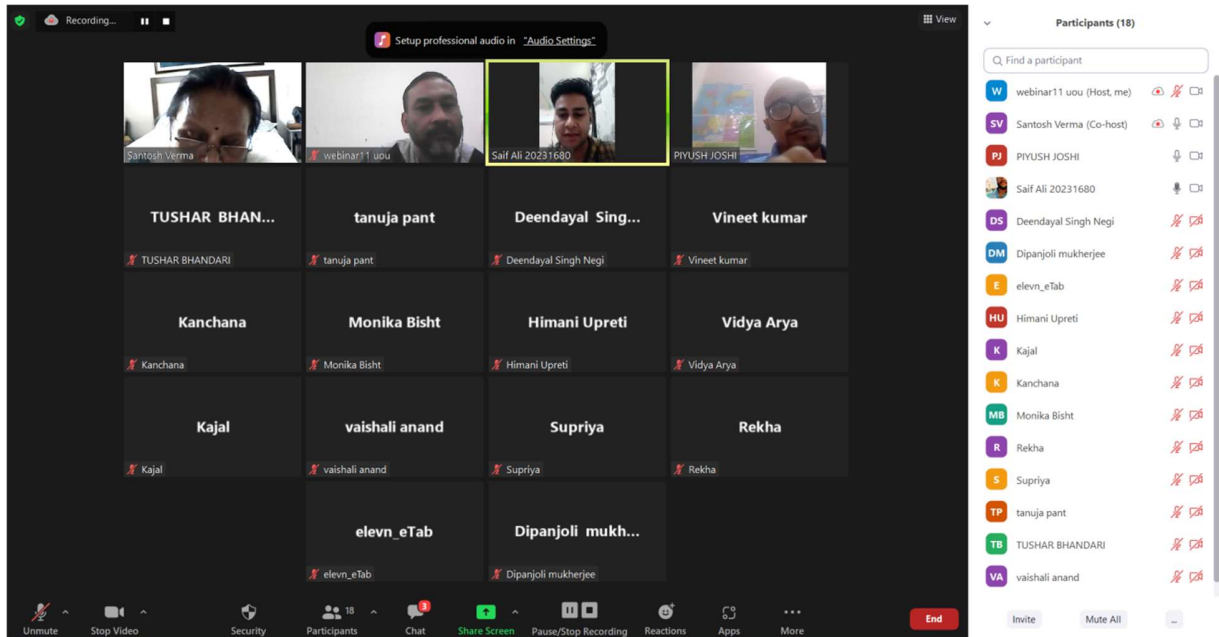 Recording...
View
Setup professional audio in "Audio Settings"
Santosh Verma
webinar11 uou
Saif Ali 20231680
PIYUSH JOSHI
TUSHAR BHAN...
tanuja pant
Deendayal Sing...
Vineet kumar
TUSHAR BHANDARI
tanuja pant
Deendayal Singh Negi
Vineet kumar
Kanchana
Monika Bisht
Himani Upreti
Vidya Arya
Kanchana
Monika Bisht
Himani Upreti
Vidya Arya
Kajal
vaishali anand
Supriya
Rekha
Kajal
vaishali anand
Supriya
Rekha
elevn_eTab
Dipanjoli mukh...
elevn_eTab
Dipanjoli mukherjee
Unmute
Stop Video
Security
18
Participants
3
Chat
Share Screen
Pause/Stop Recording
Reactions
Apps
More
End
Participants (18)
Find a participant
W webinar11 uou (Host, me)
SV Santosh Verma (Co-host)
PJ PIYUSH JOSHI
Saif Ali 20231680
DS Deendayal Singh Negi
DM Dipanjoli mukherjee
E elevn_eTab
HU Himani Upreti
K Kajal
K Kanchana
MB Monika Bisht
R Rekha
S Supriya
TP tanuja pant
TB TUSHAR BHANDARI
VA vaishali anand
Invite
Mute All
...